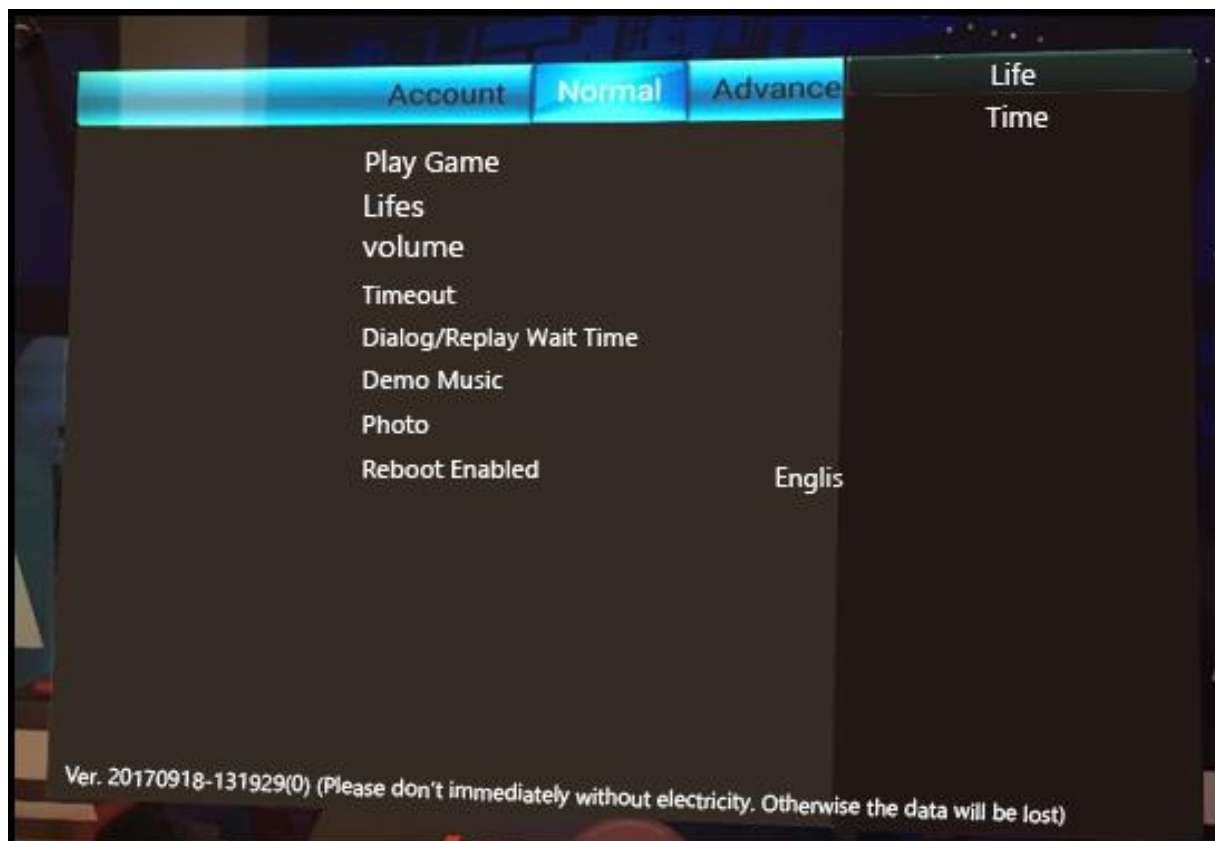 Account Normal Advance
Life
Time
Play Game
Lifes
volume
Timeout
Dialog/Replay Wait Time
Demo Music
Photo
Reboot Enabled
Englis
Ver. 20170918-131929(0) (Please don't immediately without electricity. Otherwise the data will be lost)